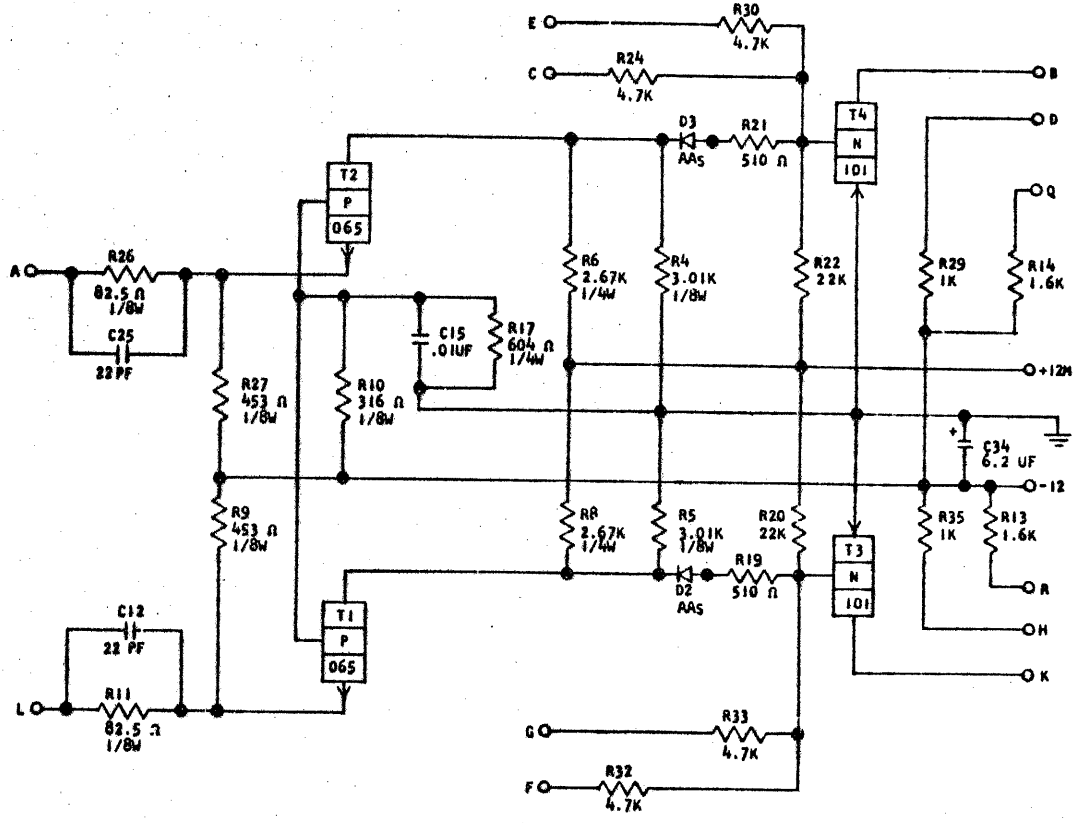 R30
E
4.7K
R24
C
4.7K
B
T4
N
101
D
D3
AAs
R21
510 Ω
T2
P
065
Q
A
R26
82.5 Ω
1/8W
C25
22PF
R6
2.67K
1/4W
R4
3.01K
1/8W
R22
22K
R29
1K
R14
1.6K
C15
.01UF
R17
604 Ω
1/4W
R27
453 Ω
1/8W
R10
316 Ω
1/8W
+12M
+
C34
6.2 UF
-12
R9
453 Ω
1/8W
R8
2.67K
1/4W
R5
3.01K
1/8W
R20
22K
R35
1K
R13
1.6K
T3
N
101
R19
510 Ω
D2
AAs
R
C12
22 PF
T1
P
065
H
K
L
R11
82.5 Ω
1/8W
G
R33
4.7K
F
R32
4.7K